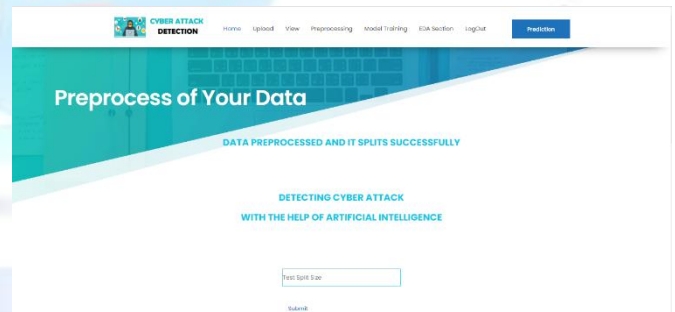 CYBER ATTACK
DETECTION
Home Upload View Preprocessing Model Training EDA Section LogOut Prediction
Preprocess of Your Data
DATA PREPROCESSED AND IT SPLITS SUCCESSFULLY
DETECTING CYBER ATTACK
WITH THE HELP OF ARTIFICIAL INTELLIGENCE
Test Split Size
Submit